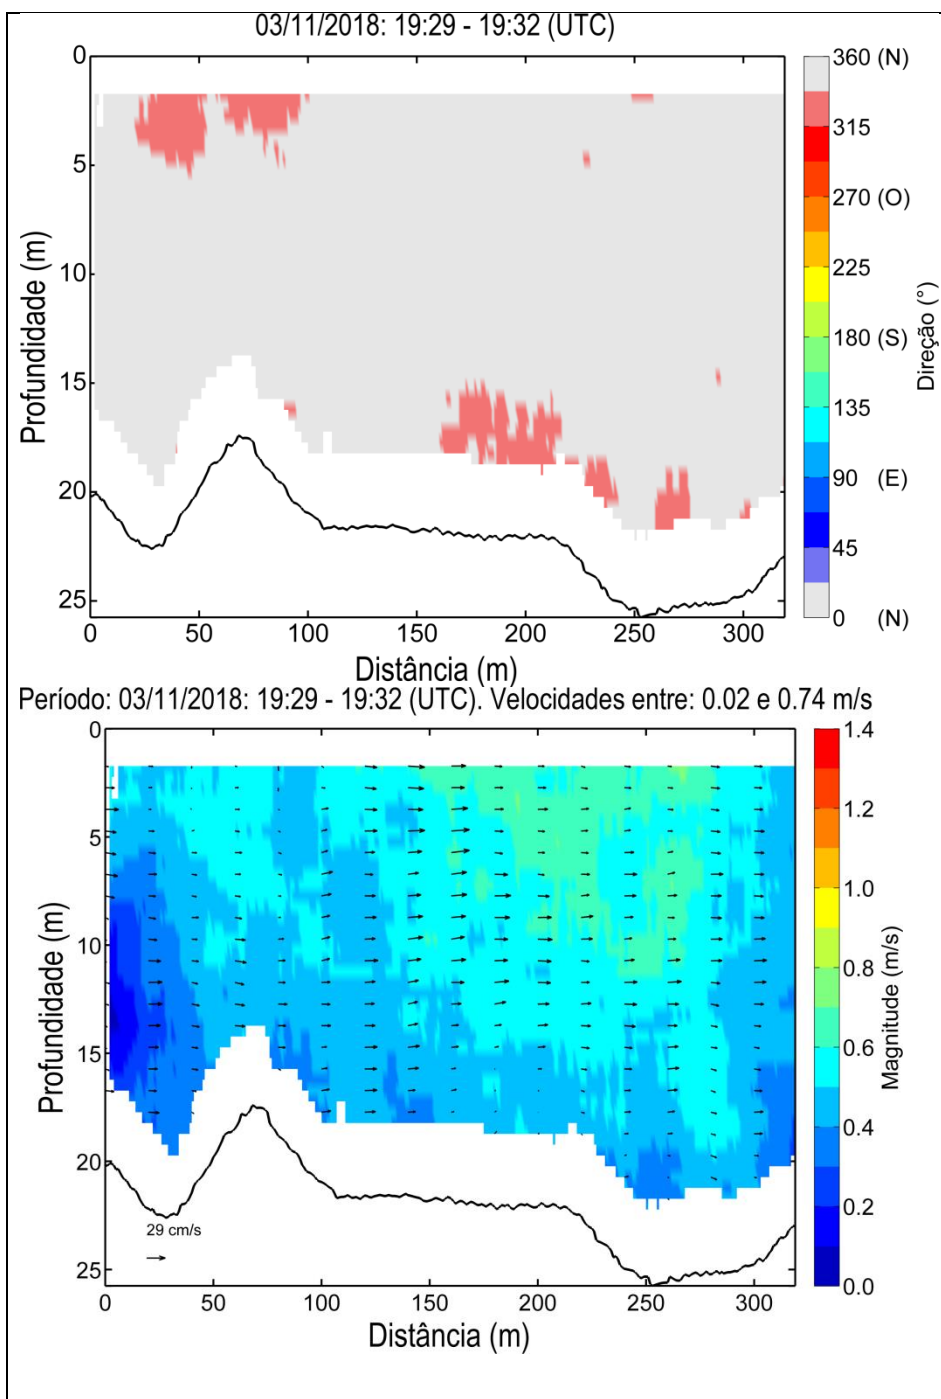 03/11/2018: 19:29 - 19:32 (UTC)
0
5
10
15
20
25
Profundidade (m)
0 50 100 150 200 250 300
Distância (m)
360 (N)
315
270 (O)
225
180 (S)
135
90 (E)
45
0 (N)
Direção (°)
Período: 03/11/2018: 19:29 - 19:32 (UTC). Velocidades entre: 0.02 e 0.74 m/s
0
5
10
15
20
25
Profundidade (m)
29 cm/s
0 50 100 150 200 250 300
Distância (m)
1.4
1.2
1.0
0.8
0.6
0.4
0.2
0.0
Magnitude (m/s)